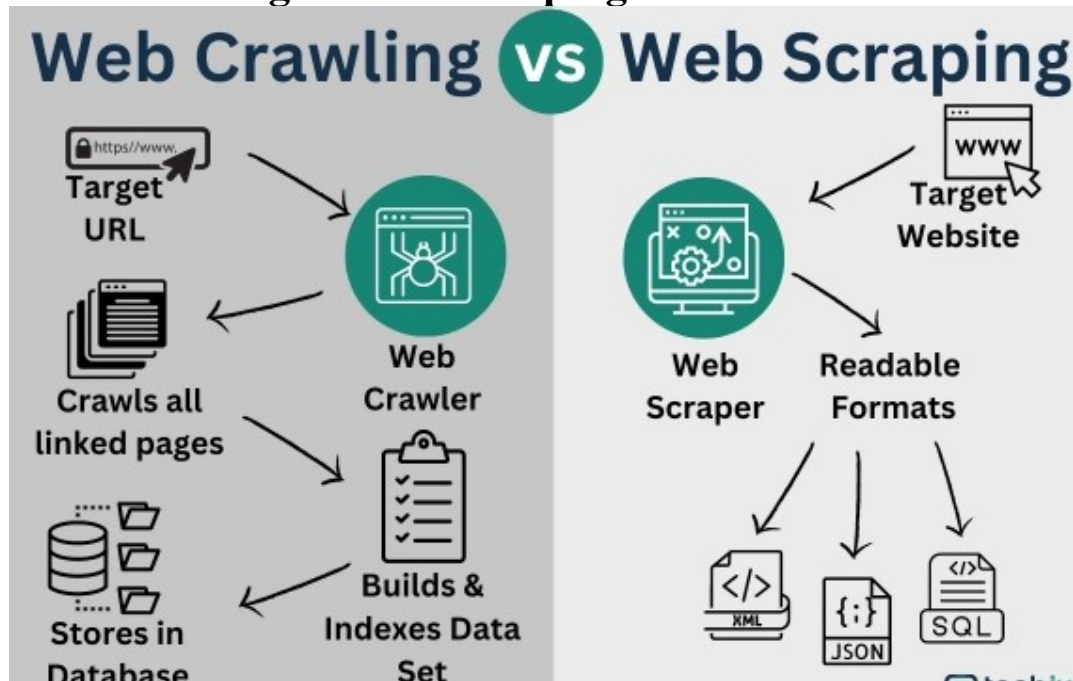 Web Crawling VS Web Scraping
https//www.
Target
URL
Web
Crawler
Crawls all
linked pages
Builds &
Indexes Data
Set
Stores in
Database
www
Target
Website
Web
Scraper
Readable
Formats
</>
XML
{;}
JSON
</>
SQL